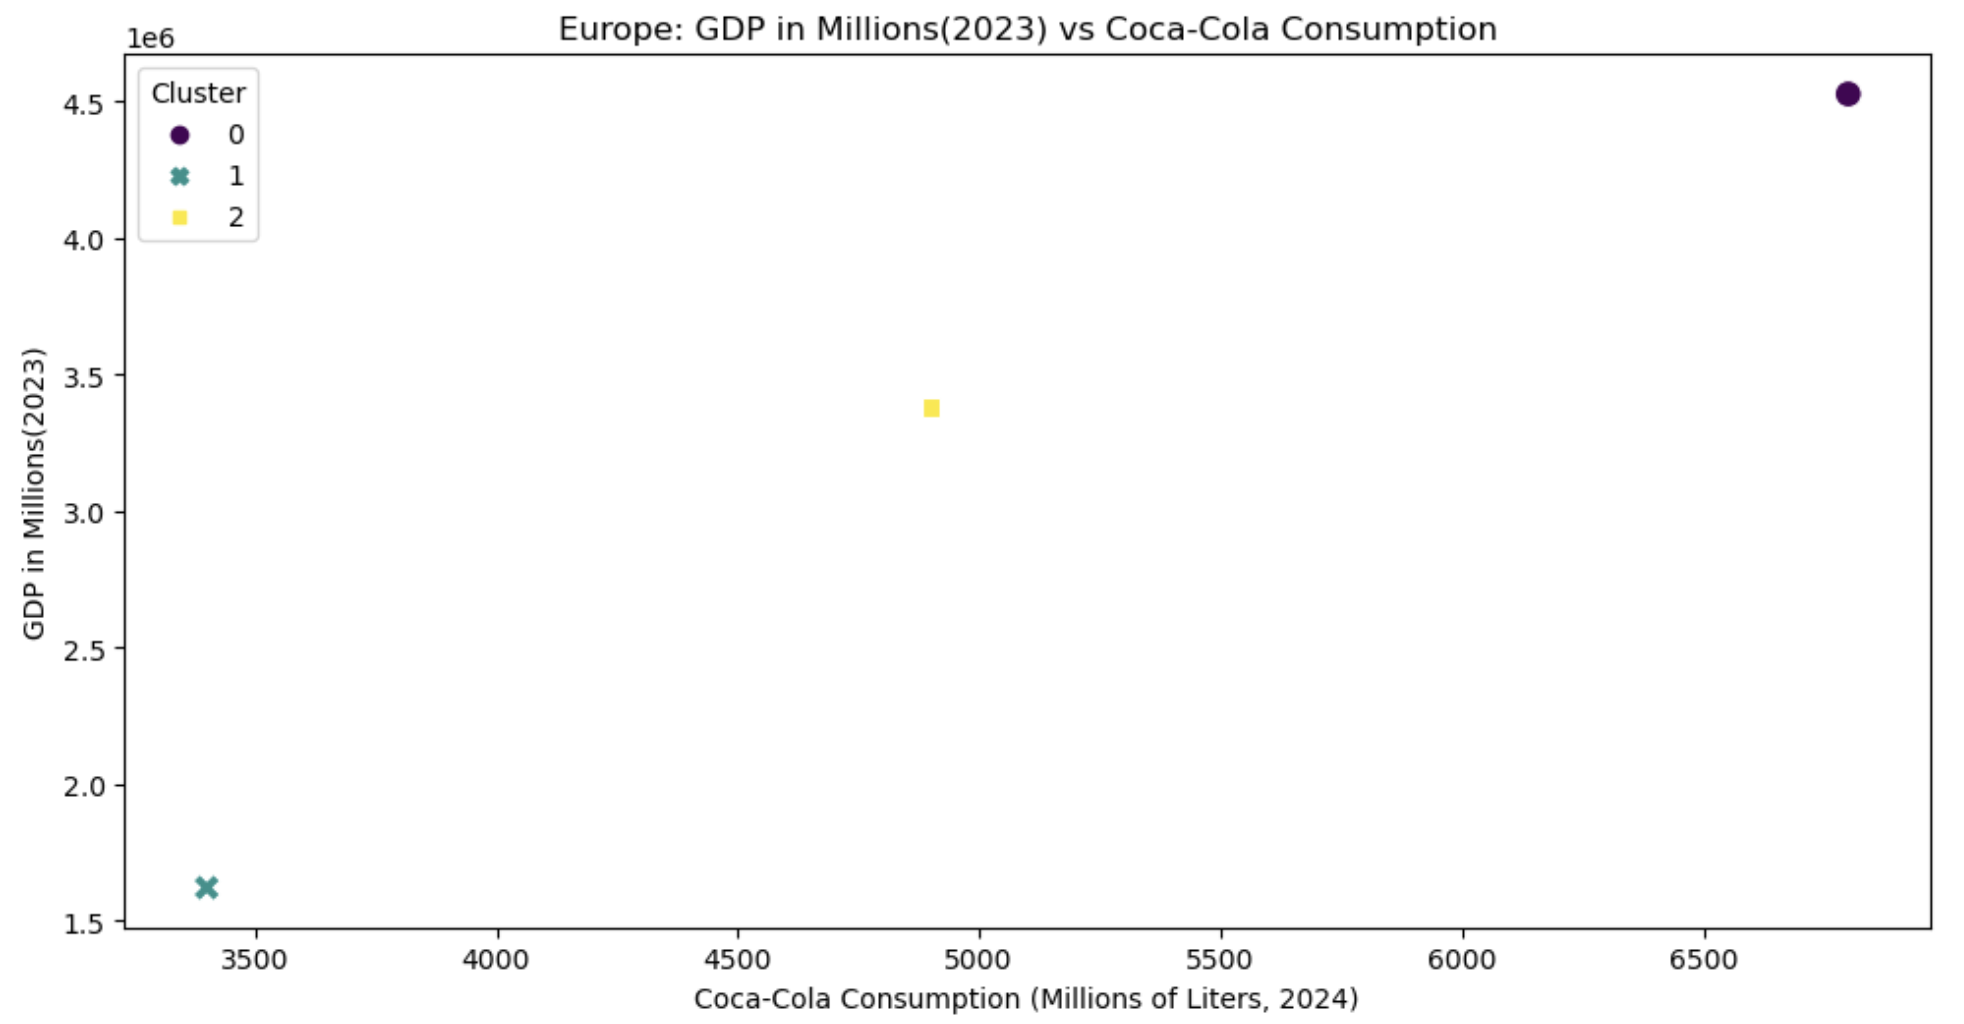 Europe: GDP in Millions(2023) vs Coca-Cola Consumption
1e6
Cluster
0
1
2
4.5
4.0
3.5
3.0
2.5
2.0
1.5
GDP in Millions(2023)
3500 4000 4500 5000 5500 6000 6500
Coca-Cola Consumption (Millions of Liters, 2024)